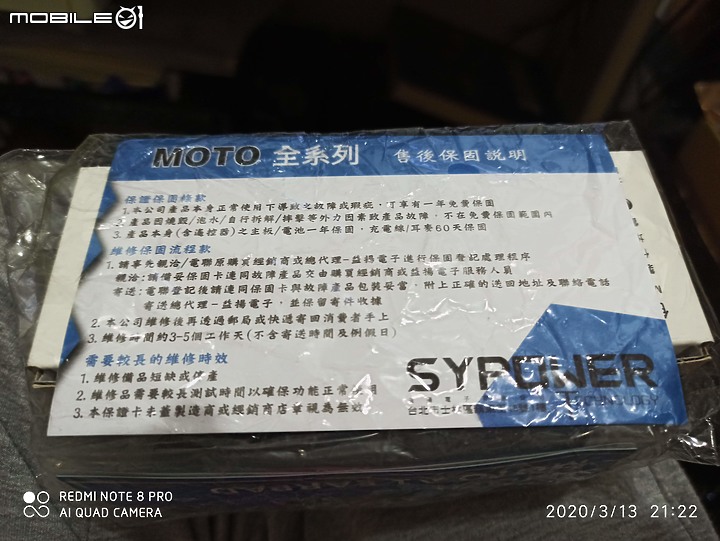 MOBILE01
MOTO 全系列 售後保固說明
保證保固條款
1.本公司產品本身正常使用下導致之故障或瑕疵，可享有一年免費保固
2.產品因燒毀/泡水/自行拆解/摔擊等外力因素致產品故障，不在免費保固範圍內
3.產品本身(含遙控器)之主板/電池一年保固，充電線/耳麥60天保固
維修保固流程款
1.請事先親洽/電聯原購買經銷商或總代理-益揚電子進行保固登記處理程序
親洽:請備妥保固卡連同故障產品交由購買經銷商或益揚電子服務人員
寄送:電聯登記後請連同保固卡與故障產品包裝妥當，附上正確的送回地址及聯絡電話
寄送總代理-益揚電子，並保留寄件收據
2.本公司維修後再透過郵局或快遞寄回消費者手上
3.維修時間約3-5個工作天(不含寄送時間及例假日)
需要較長的維修時效
1.維修備品短缺或停產
2.維修品需要較長測試時間以確保功能正常 用
3.本保證卡未蓋製造商或經銷商店章視為無效
SYPOWER
TECHNOLOGY
台北市士林區
REDMI NOTE 8 PRO
AI QUAD CAMERA
2020/3/13 21:22